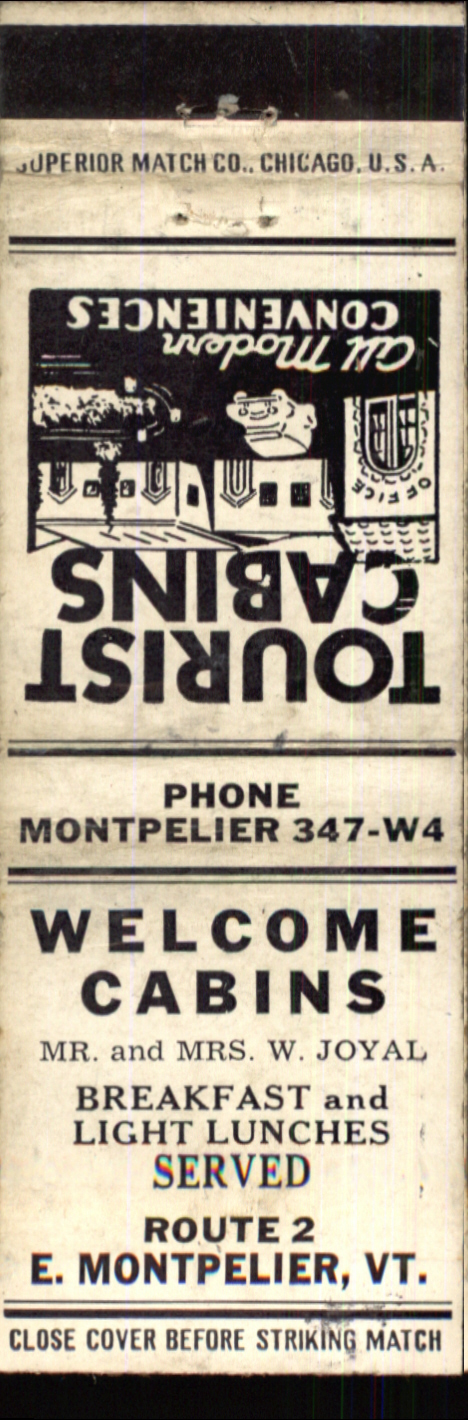 SUPERIOR MATCH CO., CHICAGO, U.S.A.
TOURIST
CABINS
OFFICE
All Modern
CONVENIENCES
PHONE
MONTPELIER 347-W4
WELCOME
CABINS
MR. and MRS. W. JOYAL
BREAKFAST and
LIGHT LUNCHES
SERVED
ROUTE 2
E. MONTPELIER, VT.
CLOSE COVER BEFORE STRIKING MATCH